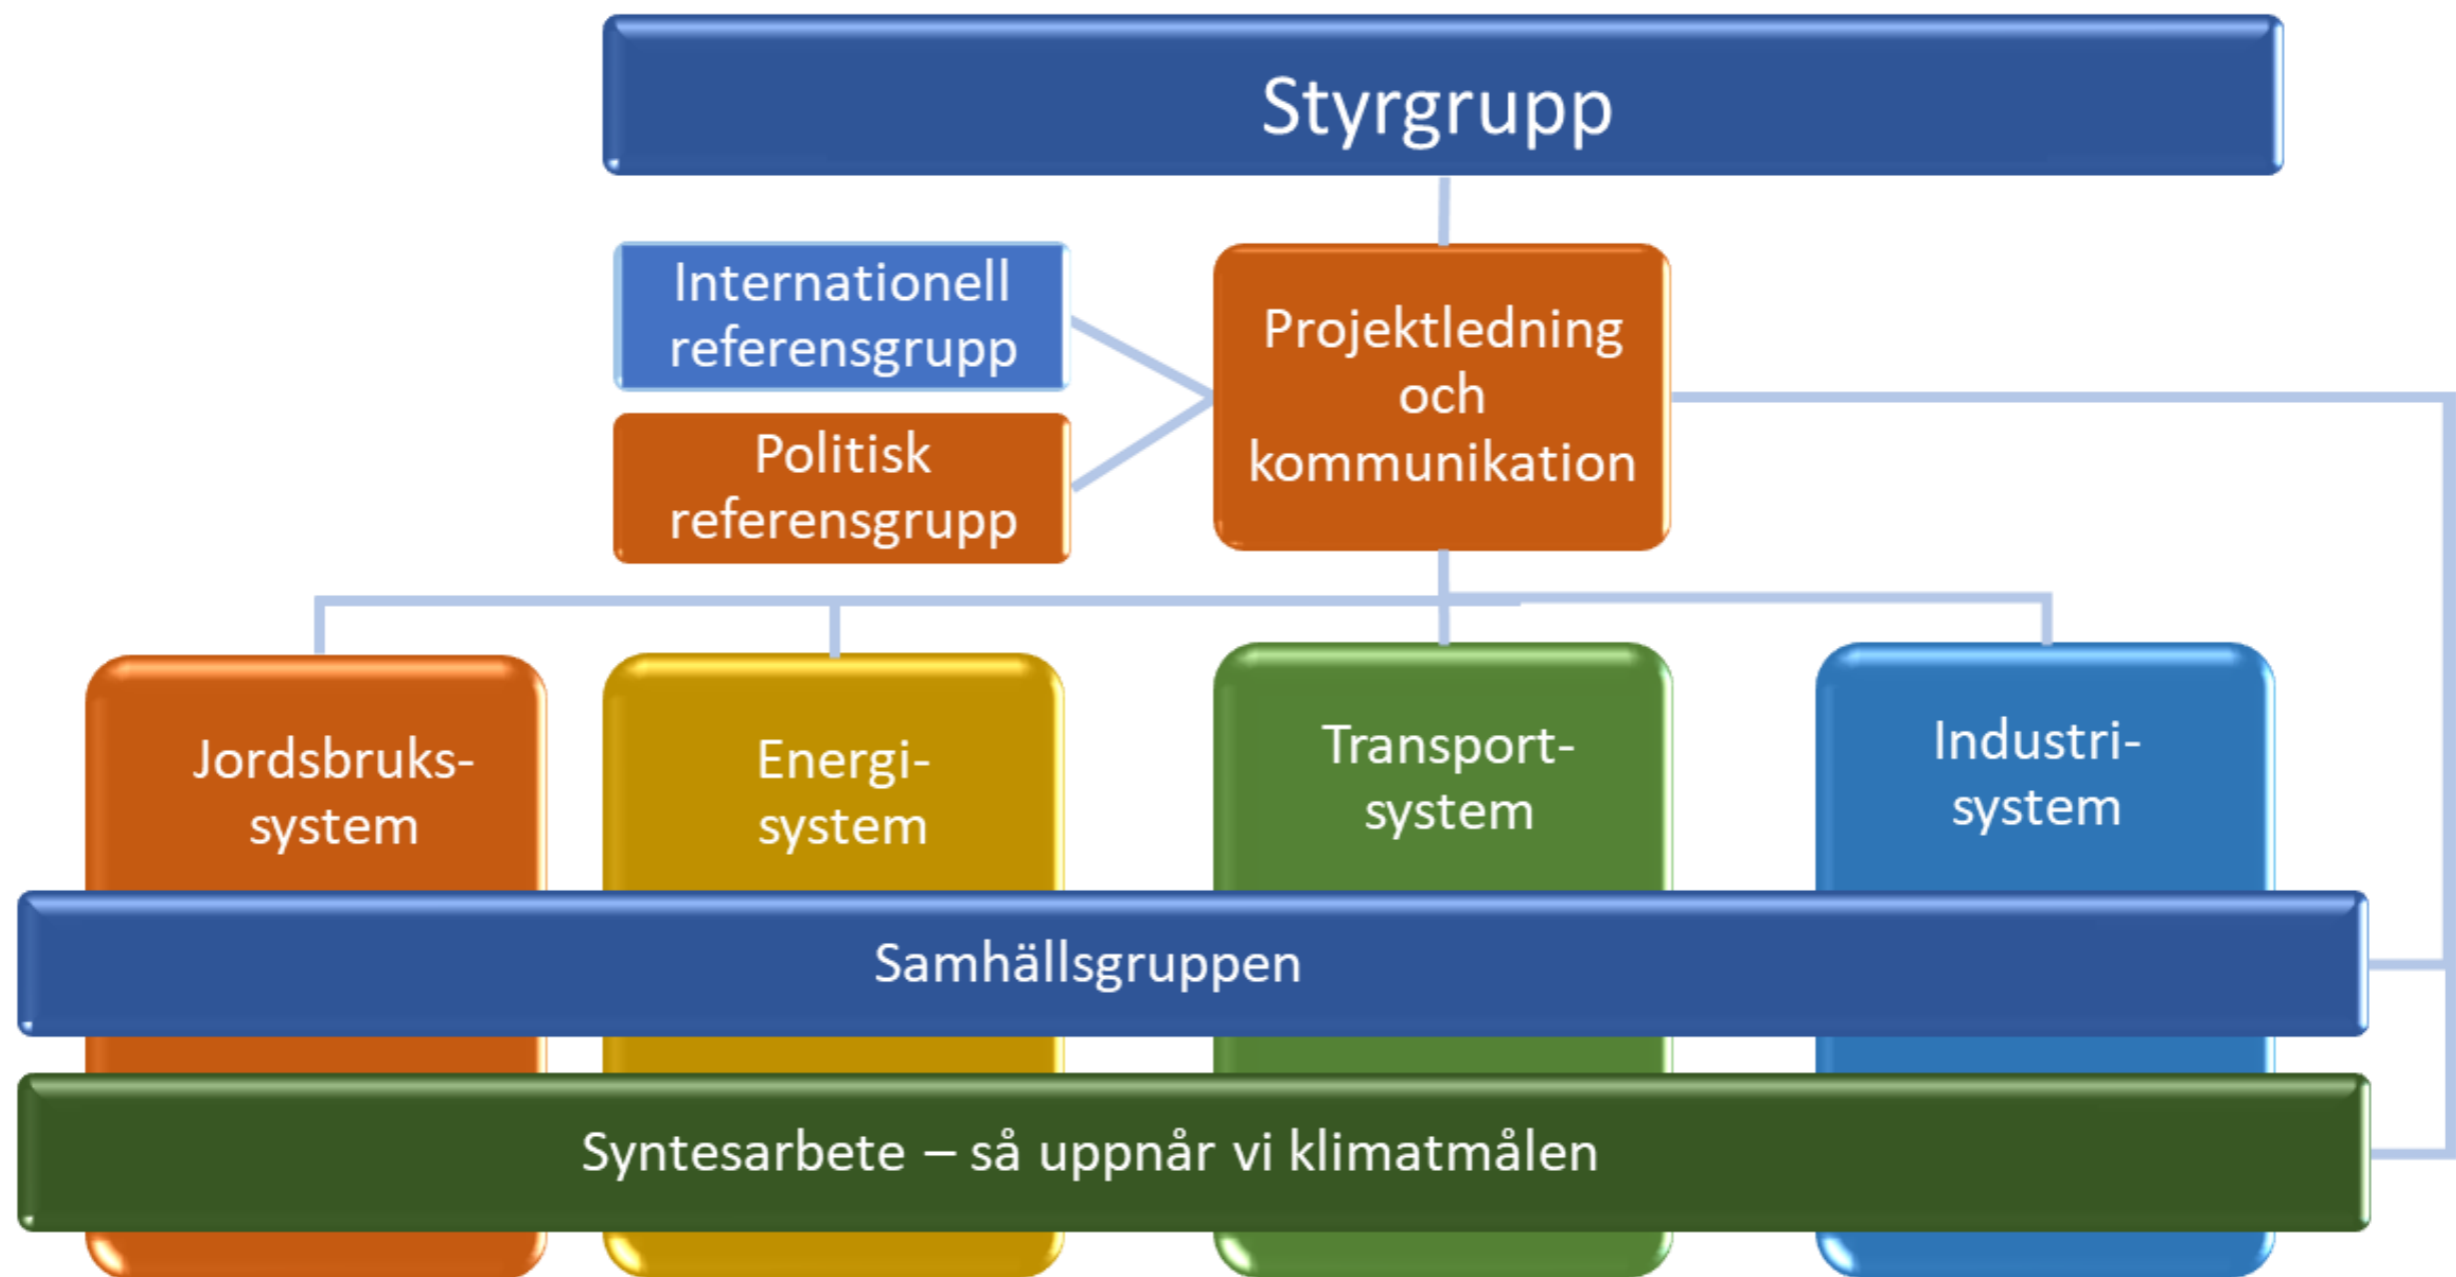 Styrgrupp
Internationell
referensgrupp
Politisk
referensgrupp
Projektledning
och
kommunikation
Jordsbruks-
system
Energi-
system
Transport-
system
Industri-
system
Samhällsgruppen
Syntesarbete – så uppnår vi klimatmålen